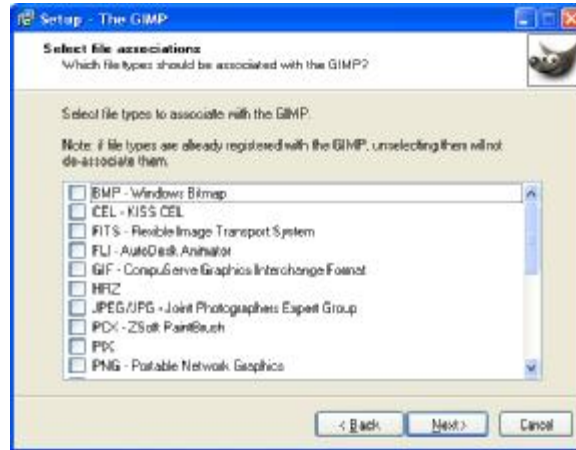 Setup - The GIMP
Select file associations
Which file types should be associated with the GIMP?
Select file types to associate with the GIMP.
Note: if file types are already registered with the GIMP, unselecting them will not
de-associate them.
BMP - Windows Bitmap
CEL - KISS CEL
FITS - Flexible Image Transport System
FLI - AutoDesk Animator
GIF - CompuServe Graphics Interchange Format
HRZ
JPEG/JPG - Joint Photographers Expert Group
PCX - ZSoft PaintBrush
PIX
PNG - Portable Network Graphics
< Back
Next >
Cancel